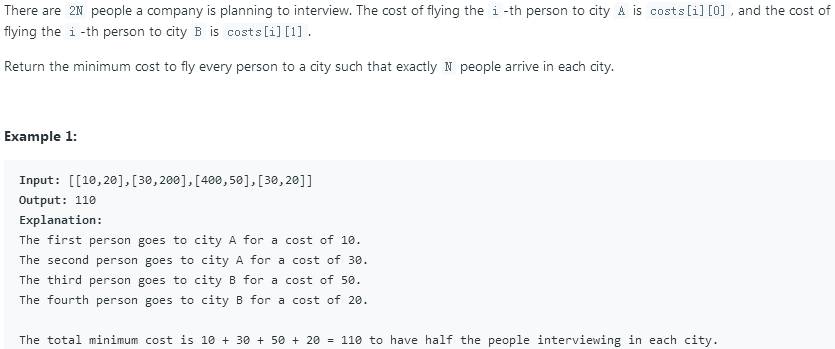 There are 2N people a company is planning to interview. The cost of flying the i -th person to city A is costs[i][0] , and the cost of
flying the i -th person to city B is costs[i][1] .
Return the minimum cost to fly every person to a city such that exactly N people arrive in each city.
Example 1:
Input: [[10,20],[30,200],[400,50],[30,20]]
Output: 110
Explanation:
The first person goes to city A for a cost of 10.
The second person goes to city A for a cost of 30.
The third person goes to city B for a cost of 50.
The fourth person goes to city B for a cost of 20.
The total minimum cost is 10 + 30 + 50 + 20 = 110 to have half the people interviewing in each city.